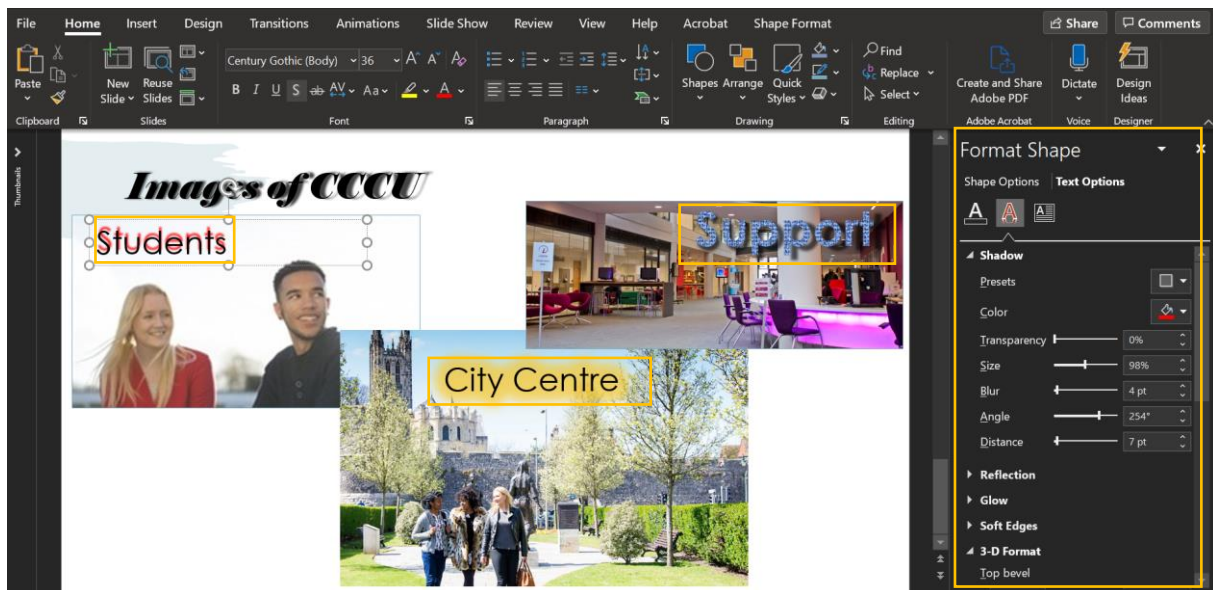 File Home Insert Design Transitions Animations Slide Show Review View Help Acrobat Shape Format Share Comments
Paste
New Slide
Reuse Slides
Century Gothic (Body) 36 A A A
B I U S ab AV Aa A
Shapes Arrange Quick Styles
Find
Replace
Select
Create and Share Adobe PDF
Dictate
Design Ideas
Clipboard Slides Font Paragraph Drawing Editing Adobe Acrobat Voice Designer
Thumbnails
Images of CCCU
Students
Support
City Centre
Format Shape
Shape Options Text Options
A A A
Shadow
Presets
Color
Transparency 0%
Size 98%
Blur 4 pt
Angle 254°
Distance 7 pt
Reflection
Glow
Soft Edges
3-D Format
Top bevel